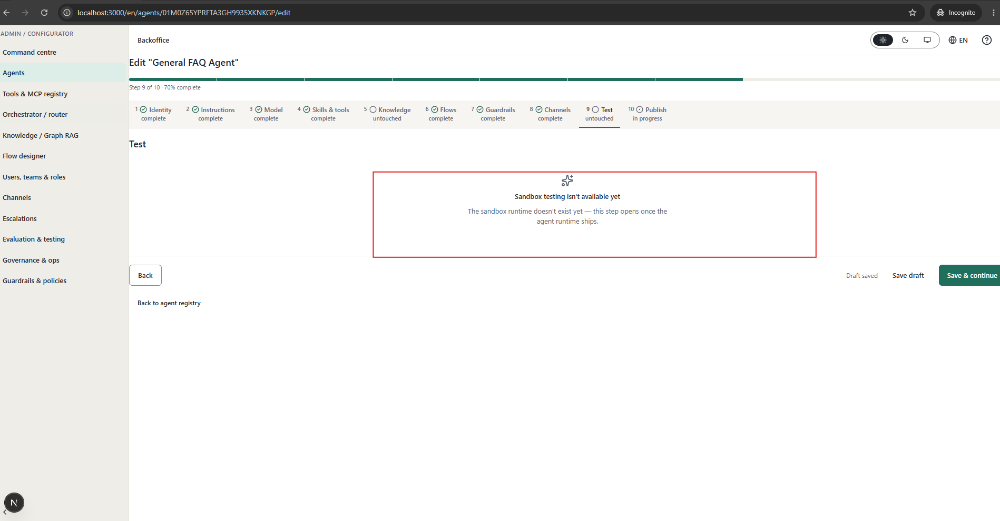 localhost:3000/en/agents/01M0Z65YPRFTA3GH9935XKNKGP/edit
Incognito
ADMIN / CONFIGURATOR
Command centre
Agents
Tools & MCP registry
Orchestrator / router
Knowledge / Graph RAG
Flow designer
Users, teams & roles
Channels
Escalations
Evaluation & testing
Governance & ops
Guardrails & policies
N
Backoffice
EN
Edit "General FAQ Agent"
Step 9 of 10 · 70% complete
1 Identity
complete
2 Instructions
complete
3 Model
complete
4 Skills & tools
complete
5 Knowledge
untouched
6 Flows
complete
7 Guardrails
complete
8 Channels
complete
9 Test
untouched
10 Publish
in progress
Test
Sandbox testing isn't available yet
The sandbox runtime doesn't exist yet — this step opens once the
agent runtime ships.
Back
Draft saved
Save draft
Save & continue
Back to agent registry